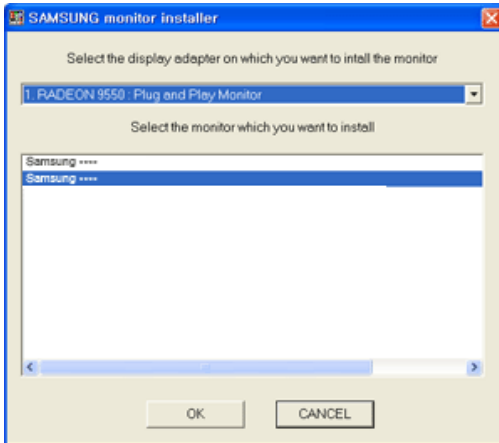 SAMSUNG monitor installer
Select the display adapter on which you want to intall the monitor
1. RADEON 9550 : Plug and Play Monitor
Select the monitor which you want to install
Samsung ----
Samsung ----
OK
CANCEL